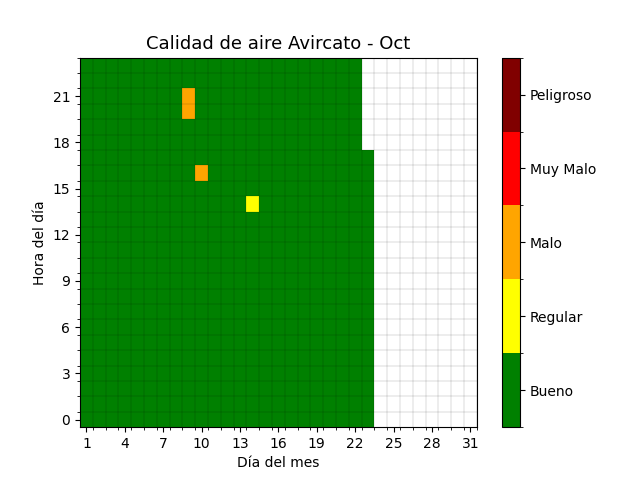 Calidad de aire Avircato - Oct
Hora del día
21
18
15
12
9
6
3
0
1 4 7 10 13 16 19 22 25 28 31
Día del mes
Peligroso
Muy Malo
Malo
Regular
Bueno